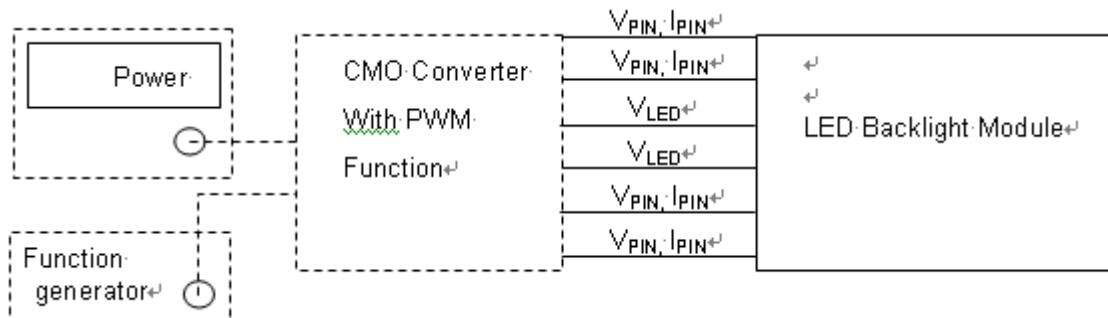 Power
Function
generator
CMO Converter
With PWM
Function
VPIN, IPIN
VPIN, IPIN
VLED
VLED
VPIN, IPIN
VPIN, IPIN
LED Backlight Module